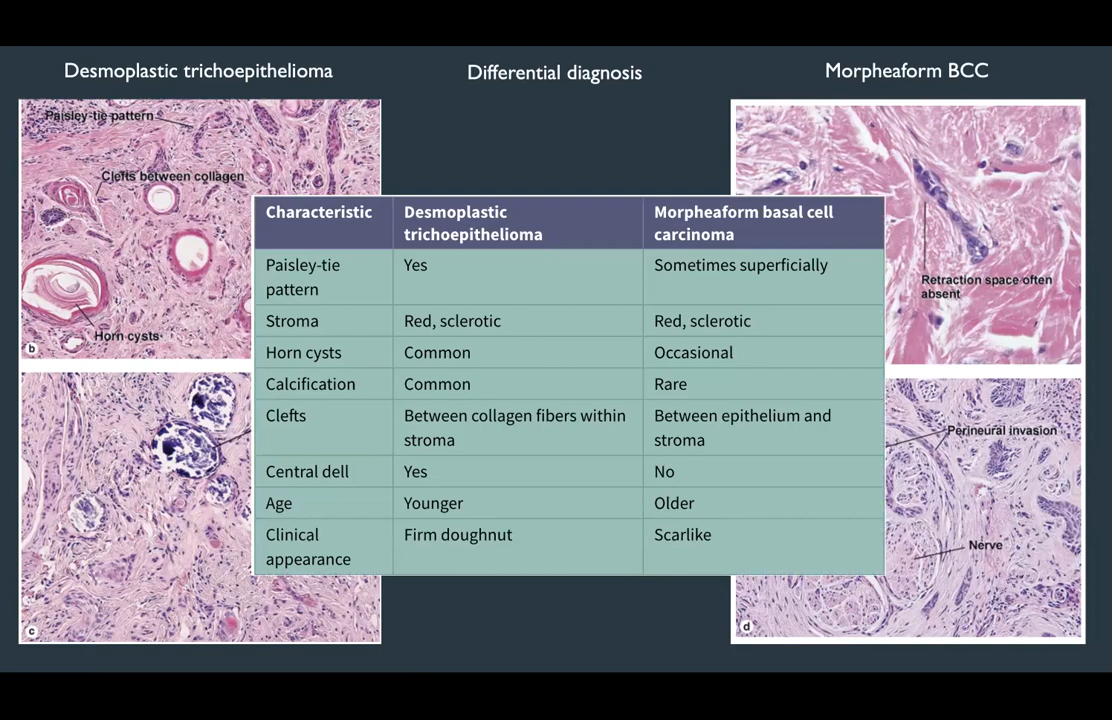 Desmoplastic trichoepithelioma
Differential diagnosis
Morpheaform BCC
Paisley-tie pattern
Clefts between collagen
Horn cysts
b
c
Characteristic
Desmoplastic
trichoepithelioma
Morpheaform basal cell
carcinoma
Paisley-tie
pattern
Yes
Sometimes superficially
Stroma
Red, sclerotic
Red, sclerotic
Horn cysts
Common
Occasional
Calcification
Common
Rare
Clefts
Between collagen fibers within
stroma
Between epithelium and
stroma
Central dell
Yes
No
Age
Younger
Older
Clinical
appearance
Firm doughnut
Scarlike
Retraction space often
absent
Perineural invasion
Nerve
d